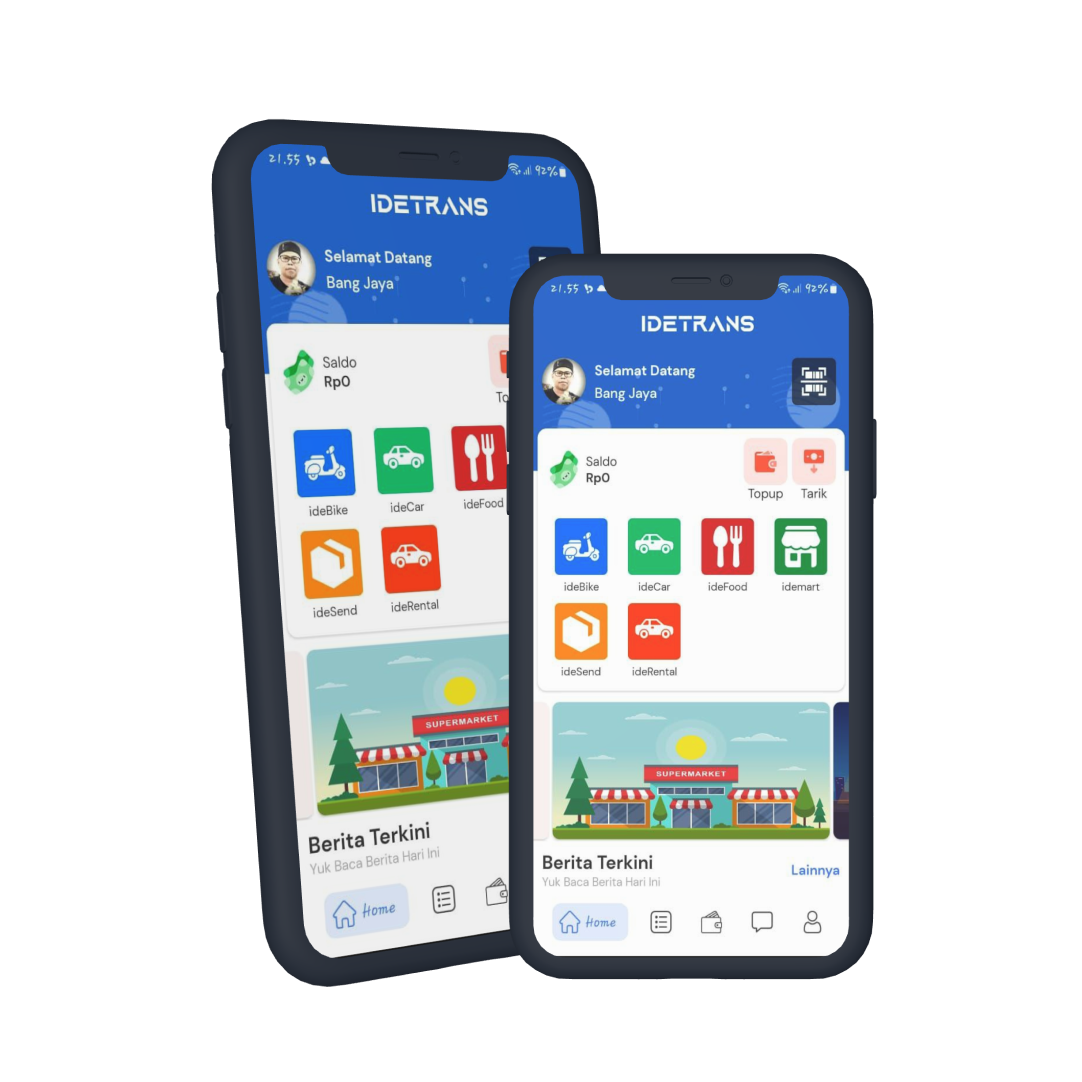 21.55
92%
IDETRANS
Selamat Datang
Bang Jaya
Saldo
Rp0
To
ideBike
ideCar
ideFood
ideSend
ideRental
SUPERMARKET
Berita Terkini
Yuk Baca Berita Hari Ini
Home
21.55
92%
IDETRANS
Selamat Datang
Bang Jaya
Saldo
Rp0
Topup
Tarik
ideBike
ideCar
ideFood
idemart
ideSend
ideRental
SUPERMARKET
Berita Terkini
Yuk Baca Berita Hari Ini
Lainnya
Home